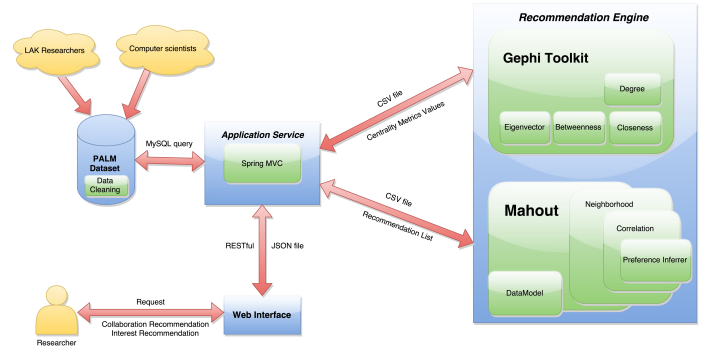 LAK Researchers
Computer scientists
PALM
Dataset
Data
Cleaning
MySQL query
Application Service
Spring MVC
RESTful
JSON file
Web Interface
Request
Collaboration Recommendation
Interest Recommendation
Researcher
CSV file
Centrality Metrics Values
CSV file
Recommendation List
Recommendation Engine
Gephi Toolkit
Degree
Eigenvector
Betweenness
Closeness
Mahout
Neighborhood
Correlation
Preference Inferrer
DataModel